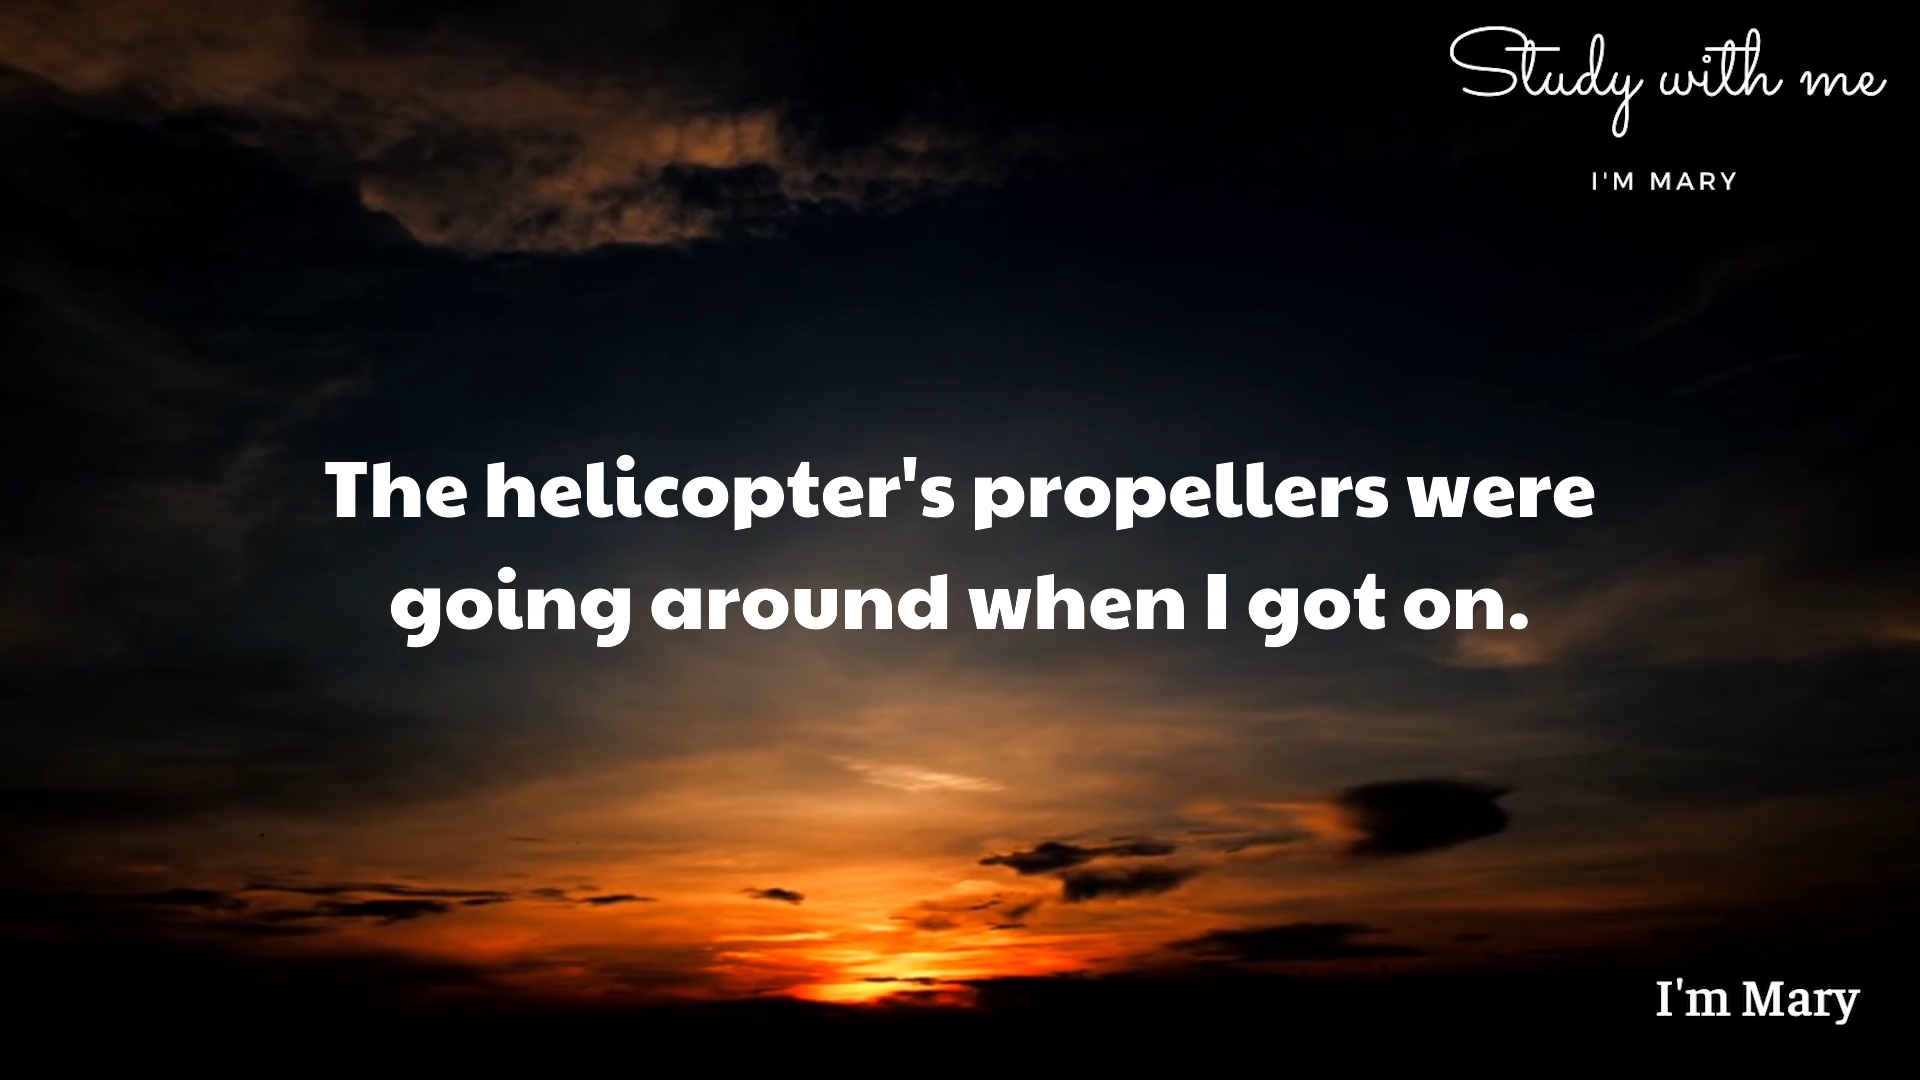 Study with me
I'M MARY
The helicopter's propellers were
going around when I got on.
I'm Mary